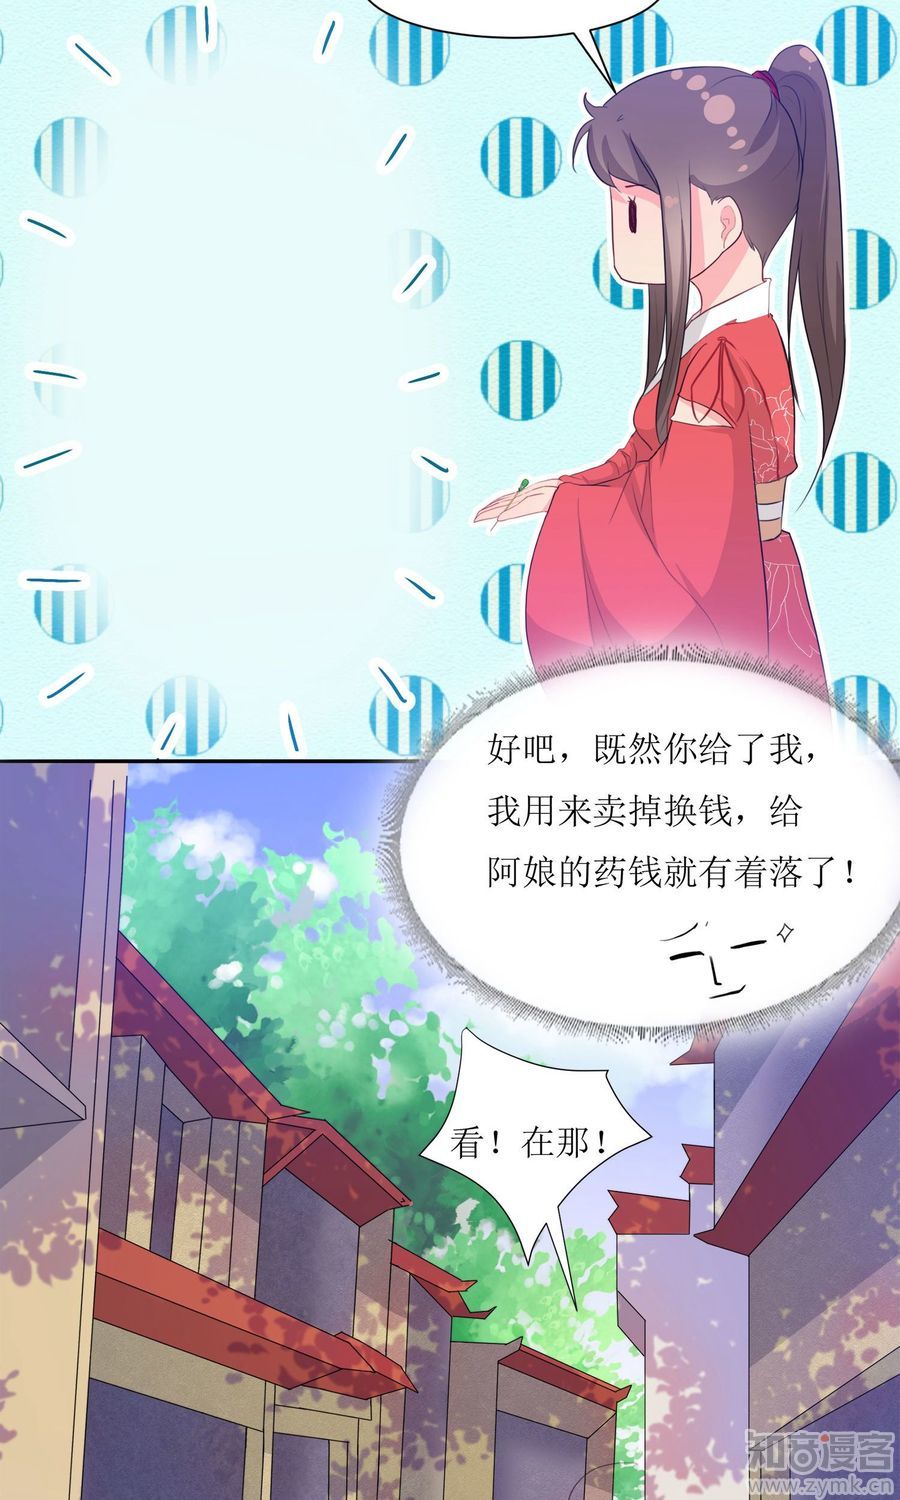 好吧，既然你给了我，
我用来卖掉换钱，给
阿娘的药钱就有着落了！
看！在那！
知音漫客
www.zymk.cn